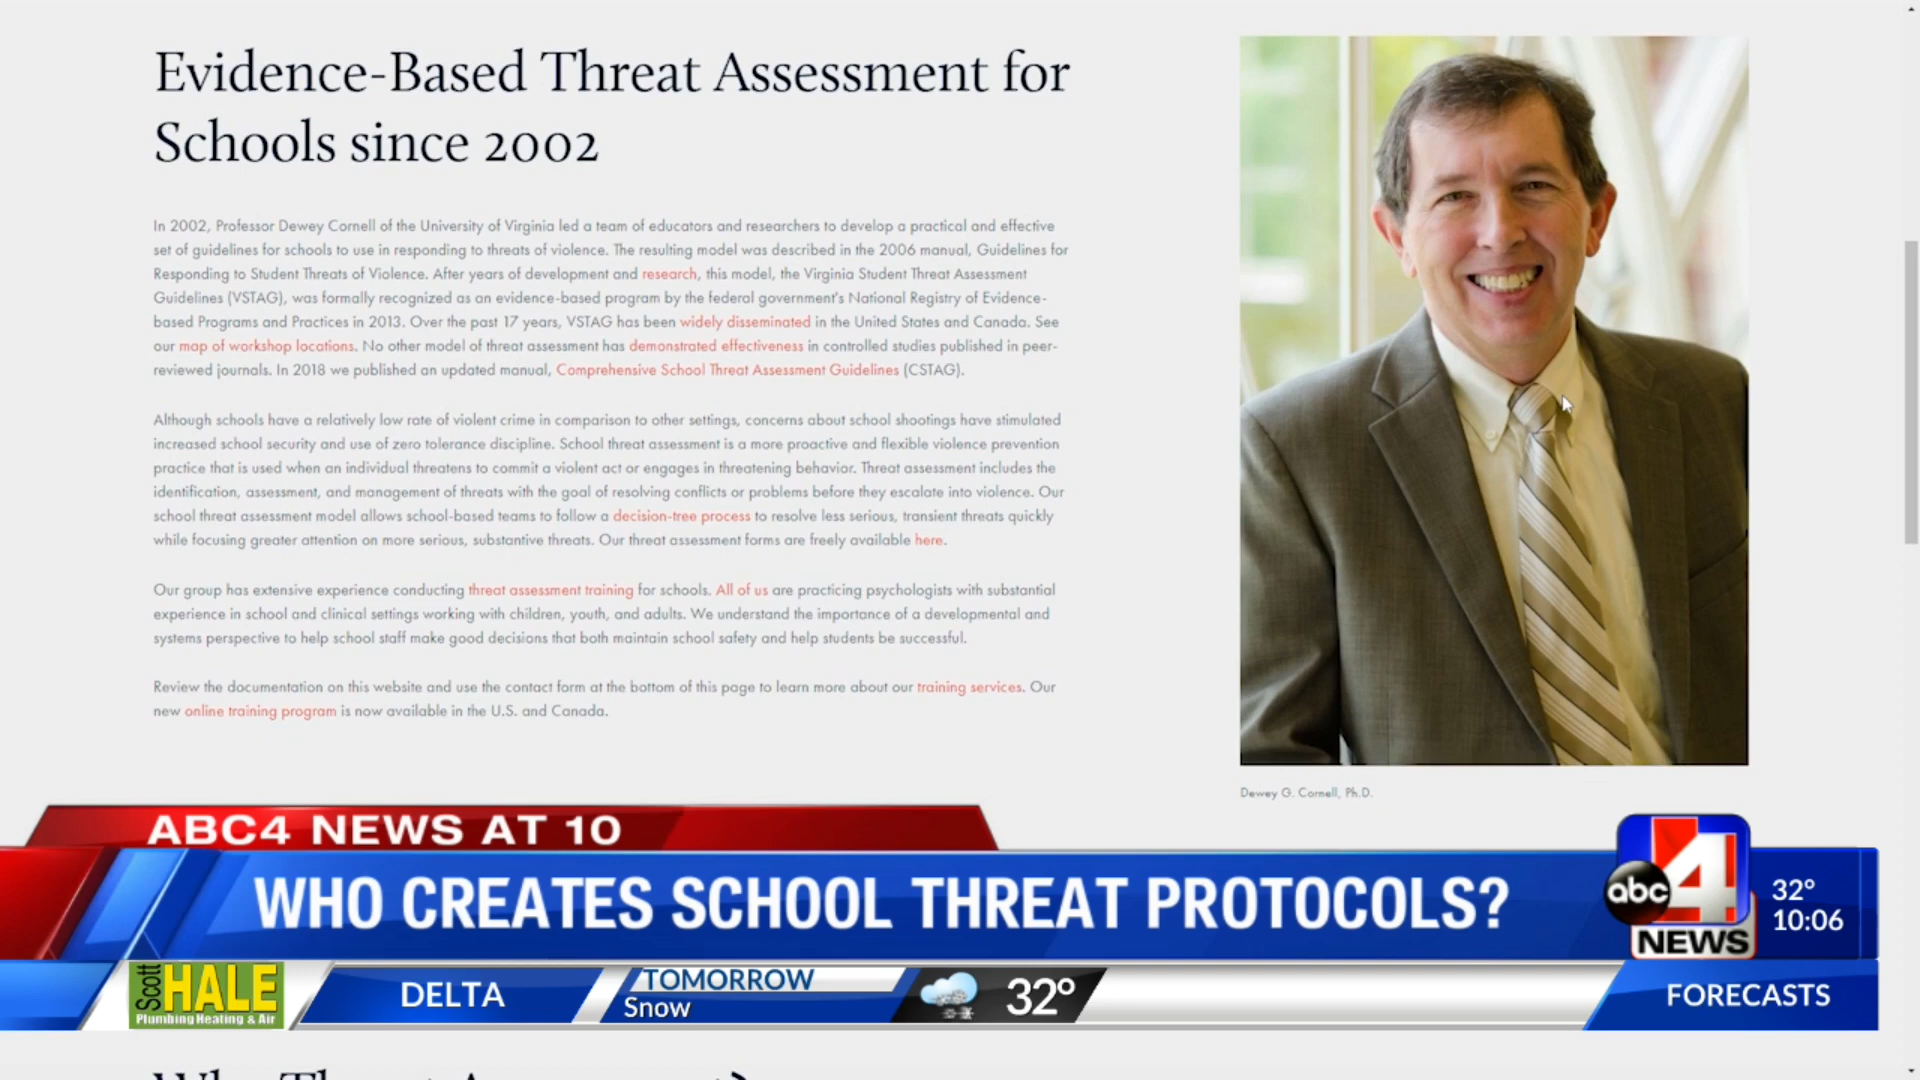 Evidence-Based Threat Assessment for
Schools since 2002
In 2002, Professor Dewey Cornell of the University of Virginia led a team of educators and researchers to develop a practical and effective
set of guidelines for schools to use in responding to threats of violence. The resulting model was described in the 2006 manual, Guidelines for
Responding to Student Threats of Violence. After years of development and research, this model, the Virginia Student Threat Assessment
Guidelines (VSTAG), was formally recognized as an evidence-based program by the federal government's National Registry of Evidence-
based Programs and Practices in 2013. Over the past 17 years, VSTAG has been widely disseminated in the United States and Canada. See
our map of workshop locations. No other model of threat assessment has demonstrated effectiveness in controlled studies published in peer-
reviewed journals. In 2018 we published an updated manual, Comprehensive School Threat Assessment Guidelines (CSTAG).
Although schools have a relatively low rate of violent crime in comparison to other settings, concerns about school shootings have stimulated
increased school security and use of zero tolerance discipline. School threat assessment is a more proactive and flexible violence prevention
practice that is used when an individual threatens to commit a violent act or engages in threatening behavior. Threat assessment includes the
identification, assessment, and management of threats with the goal of resolving conflicts or problems before they escalate into violence. Our
school threat assessment model allows school-based teams to follow a decision-tree process to resolve less serious, transient threats quickly
while focusing greater attention on more serious, substantive threats. Our threat assessment forms are freely available here.
Our group has extensive experience conducting threat assessment training for schools. All of us are practicing psychologists with substantial
experience in school and clinical settings working with children, youth, and adults. We understand the importance of a developmental and
systems perspective to help school staff make good decisions that both maintain school safety and help students be successful.
Review the documentation on this website and use the contact form at the bottom of this page to learn more about our training services. Our
new online training program is now available in the U.S. and Canada.
Dewey G. Cornell, Ph.D.
ABC4 NEWS AT 10
WHO CREATES SCHOOL THREAT PROTOCOLS?
abc 4 NEWS
32°
10:06
Scott HALE
Plumbing Heating & Air
DELTA
TOMORROW
Snow
32°
FORECASTS